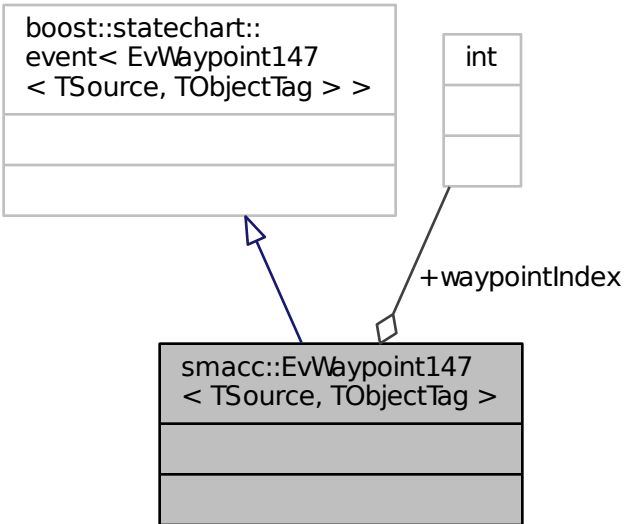 boost::statechart::
event< EvWaypoint147
< TSource, TObjectTag > >
int
+waypointIndex
smacc::EvWaypoint147
< TSource, TObjectTag >